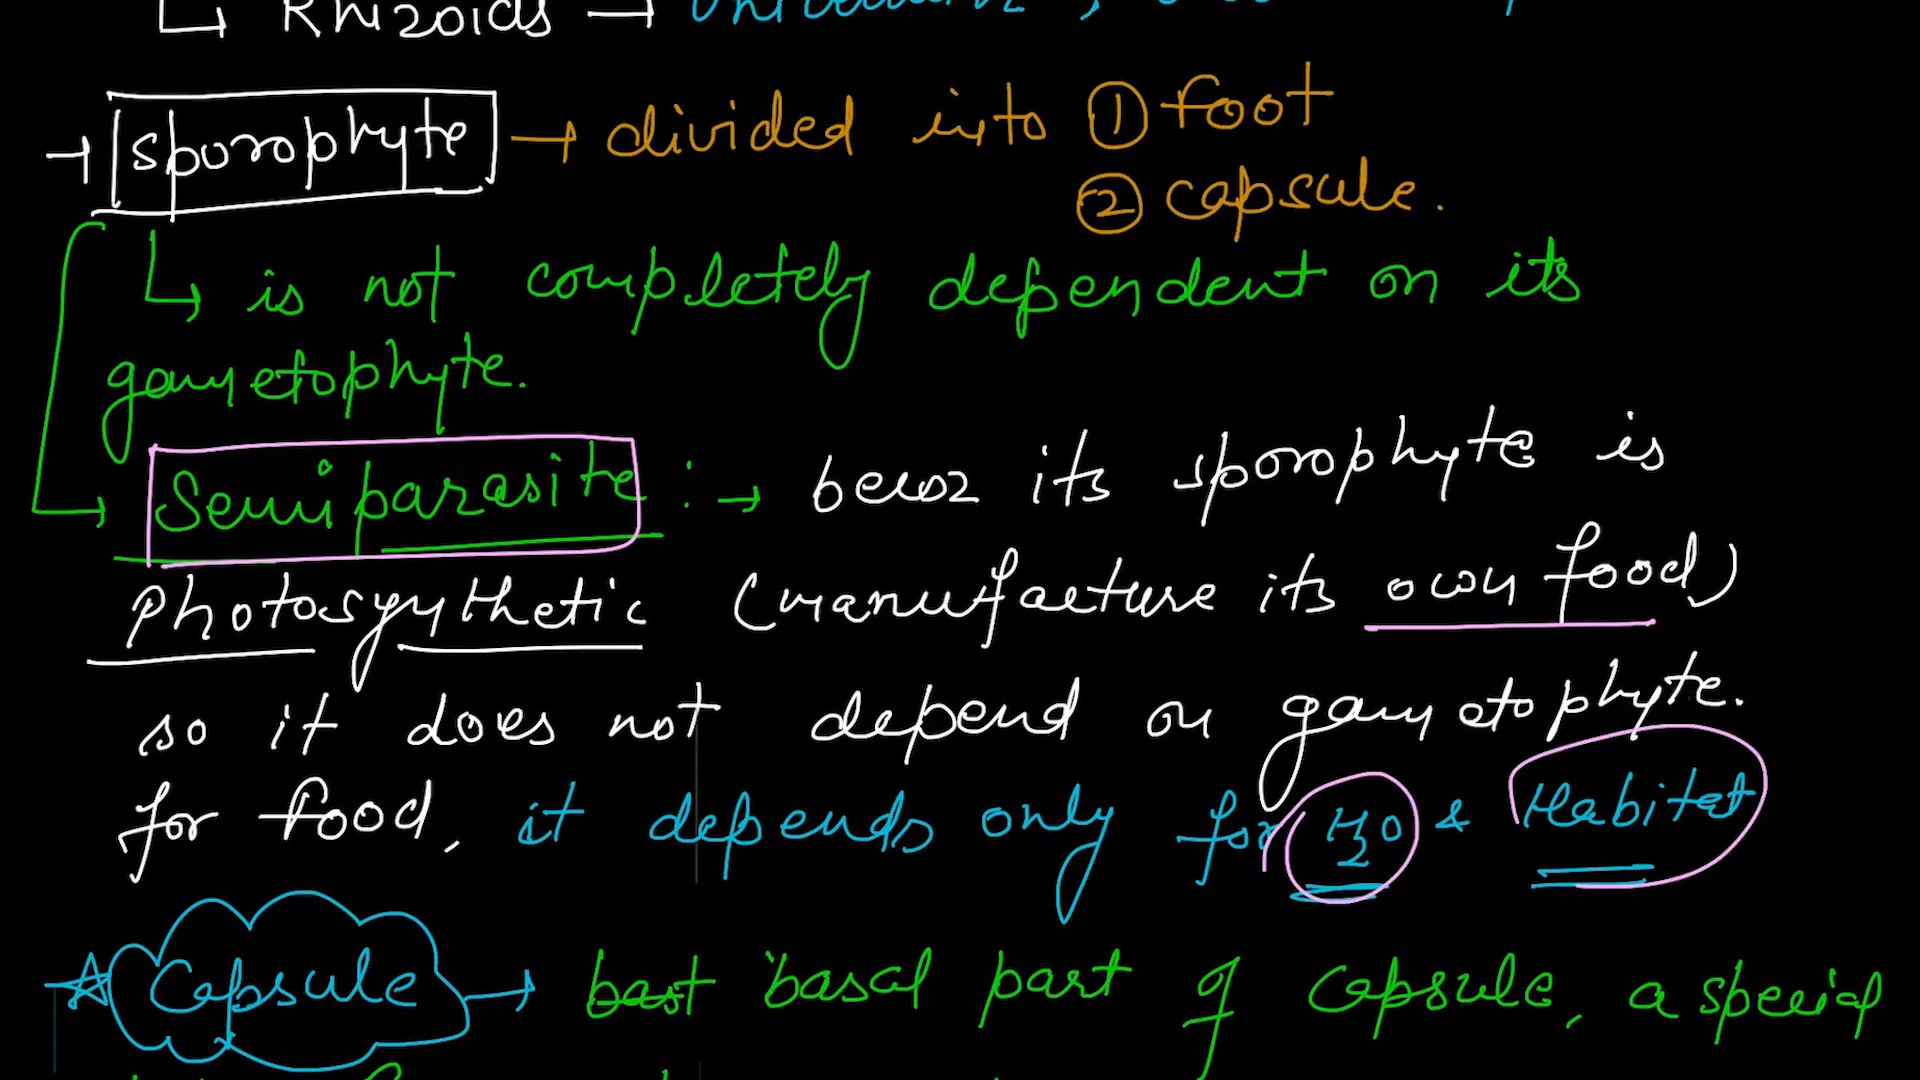 ↳ Rhizoids →
→ Sporophyte → divided into ① foot
② capsule.
↳ is not completely dependent on its
gametophyte.
→ Semi parasite :→ becoz its sporophyte is
photosynthetic (manufacture its own food)
so it does not depend on gametophyte.
for food, it depends only for H2O & Habitat
☆ Capsule → basal part of capsule, a special